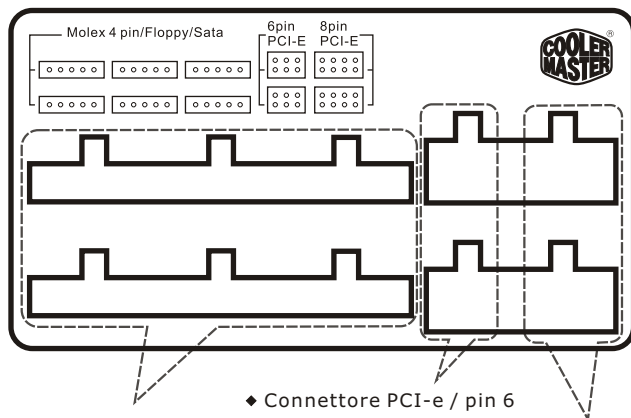 Molex 4 pin/Floppy/Sata
6pin
PCI-E
8pin
PCI-E
COOLER
MASTER
◆ Connettore PCI-e / pin 6